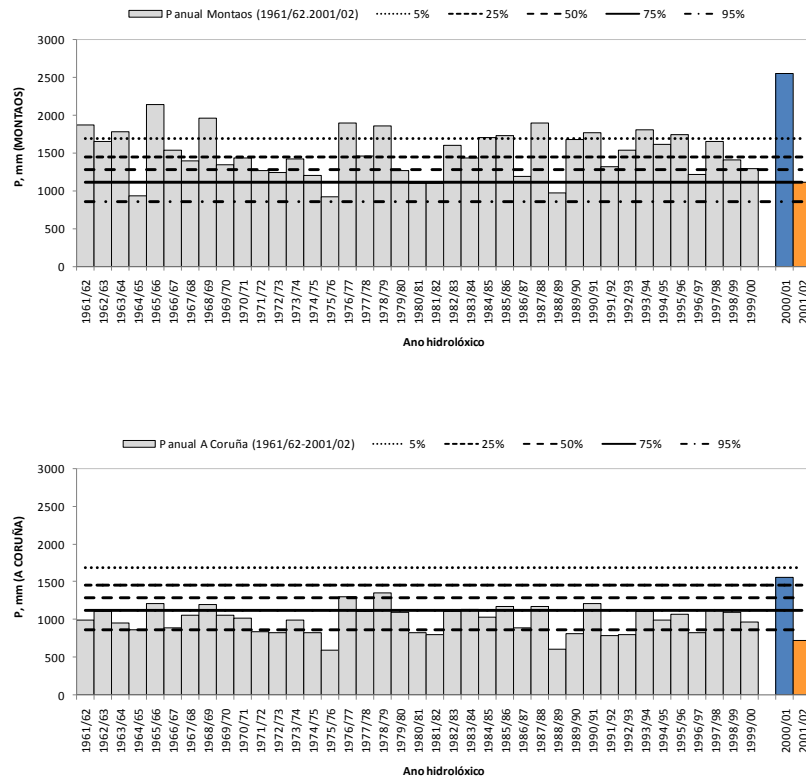 P anual Montaos (1961/62.2001/02) 5% 25% 50% 75% 95%
3000
2500
2000
1500
1000
500
0
P, mm (MONTAOS)
1961/62 1962/63 1963/64 1964/65 1965/66 1966/67 1967/68 1968/69 1969/70 1970/71 1971/72 1972/73 1973/74 1974/75 1975/76 1976/77 1977/78 1978/79 1979/80 1980/81 1981/82 1982/83 1983/84 1984/85 1985/86 1986/87 1987/88 1988/89 1989/90 1990/91 1991/92 1992/93 1993/94 1994/95 1995/96 1996/97 1997/98 1998/99 1999/00 2000/01 2001/02
Ano hidrolóxico
P anual A Coruña (1961/62-2001/02) 5% 25% 50% 75% 95%
3000
2500
2000
1500
1000
500
0
P, mm (A CORUÑA)
1961/62 1962/63 1963/64 1964/65 1965/66 1966/67 1967/68 1968/69 1969/70 1970/71 1971/72 1972/73 1973/74 1974/75 1975/76 1976/77 1977/78 1978/79 1979/80 1980/81 1981/82 1982/83 1983/84 1984/85 1985/86 1986/87 1987/88 1988/89 1989/90 1990/91 1991/92 1992/93 1993/94 1994/95 1995/96 1996/97 1997/98 1998/99 1999/00 2000/01 2001/02
Ano hidrolóxico